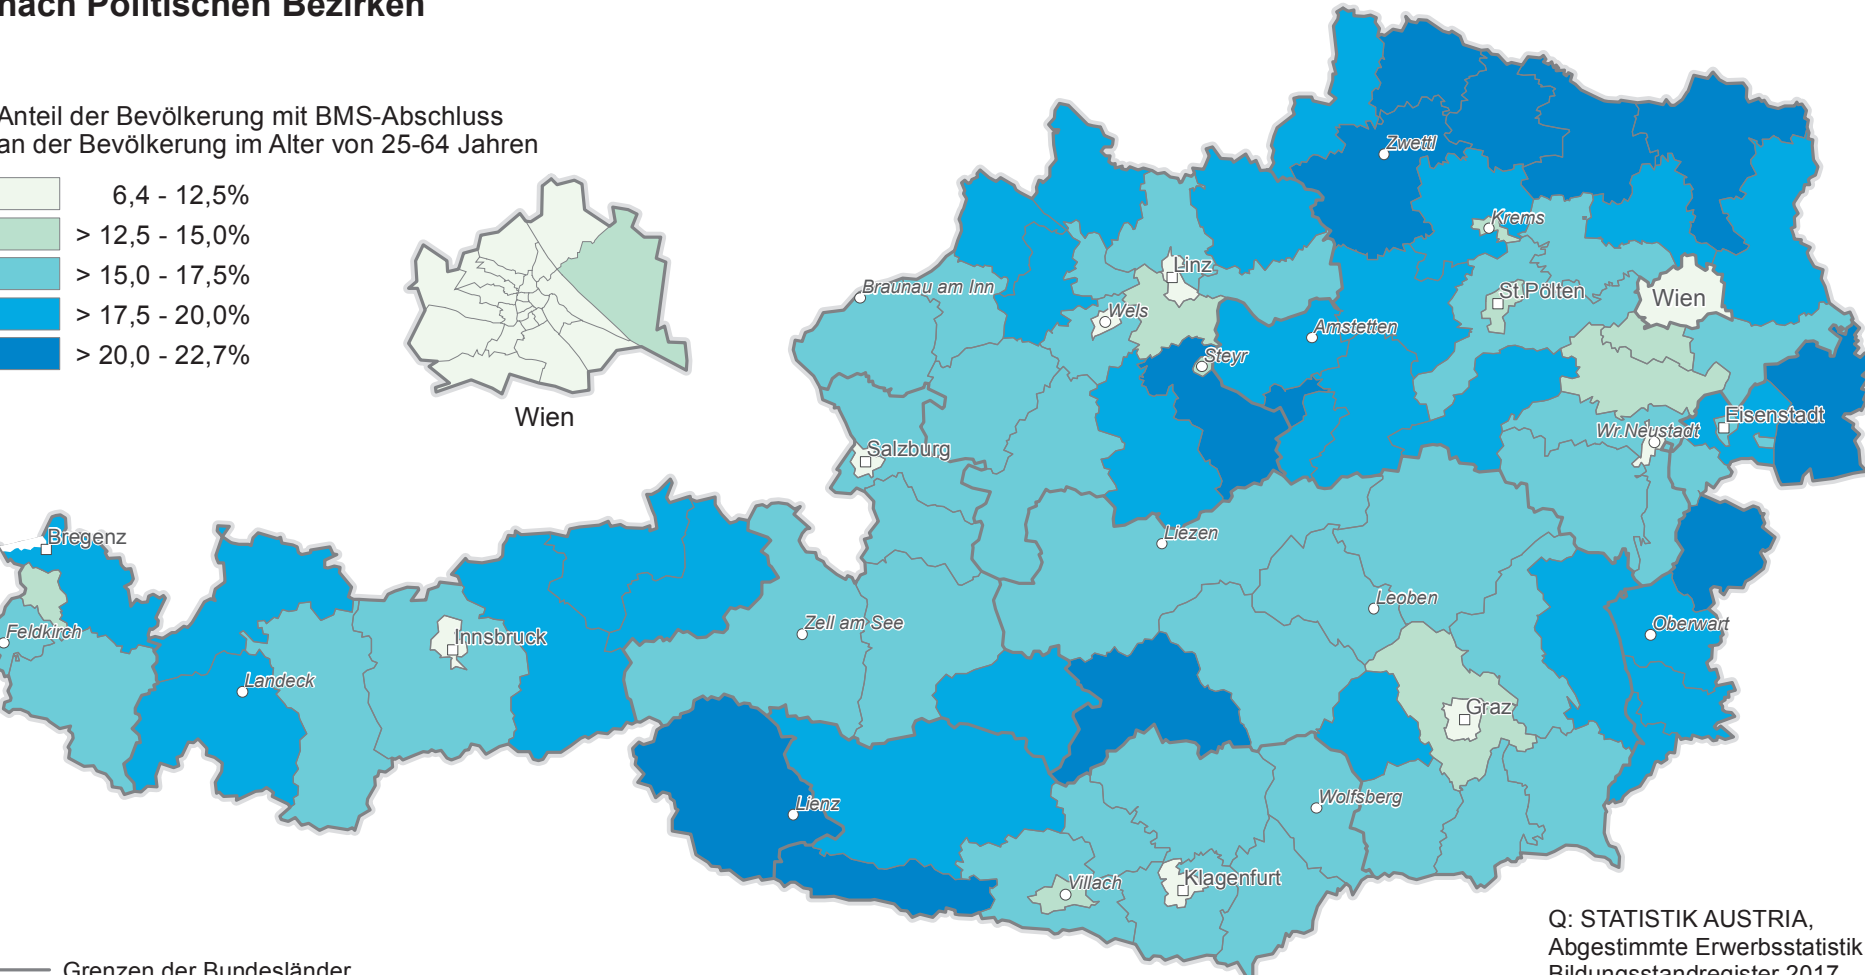 nach Politischen Bezirken
Anteil der Bevölkerung mit BMS-Abschluss
an der Bevölkerung im Alter von 25-64 Jahren
6,4 - 12,5%
> 12,5 - 15,0%
> 15,0 - 17,5%
> 17,5 - 20,0%
> 20,0 - 22,7%
Wien
Zwettl
Krems
Linz
Braunau am Inn
St.Pölten
Wien
Wels
Amstetten
Steyr
Eisenstadt
Wr.Neustadt
Salzburg
Bregenz
Liezen
Leoben
Feldkirch
Innsbruck
Zell am See
Oberwart
Landeck
Graz
Lienz
Wolfsberg
Villach
Klagenfurt
Q: STATISTIK AUSTRIA,
Abgestimmte Erwerbsstatistik
Bildungsstandregister 2017
Grenzen der Bundesländer